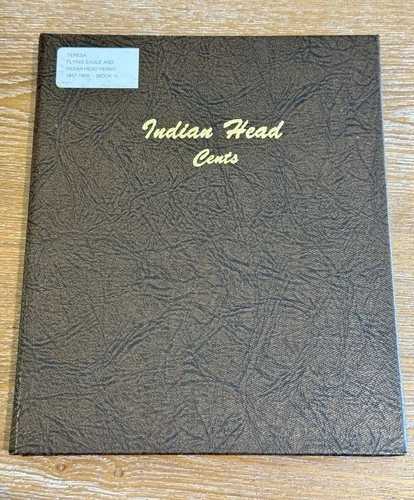 TERESA
FLYING EAGLE AND
INDIAN HEAD PENNY
1857-1909 - (BOOK 1)
Indian Head
Cents